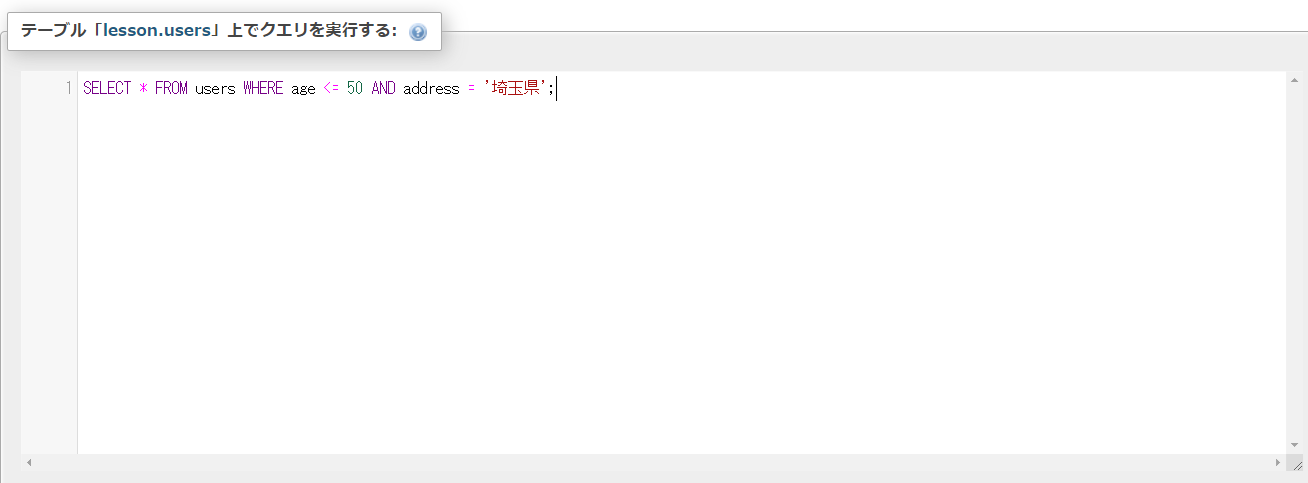 テーブル「lesson.users」上でクエリを実行する:
1 SELECT * FROM users WHERE age <= 50 AND address = '埼玉県';